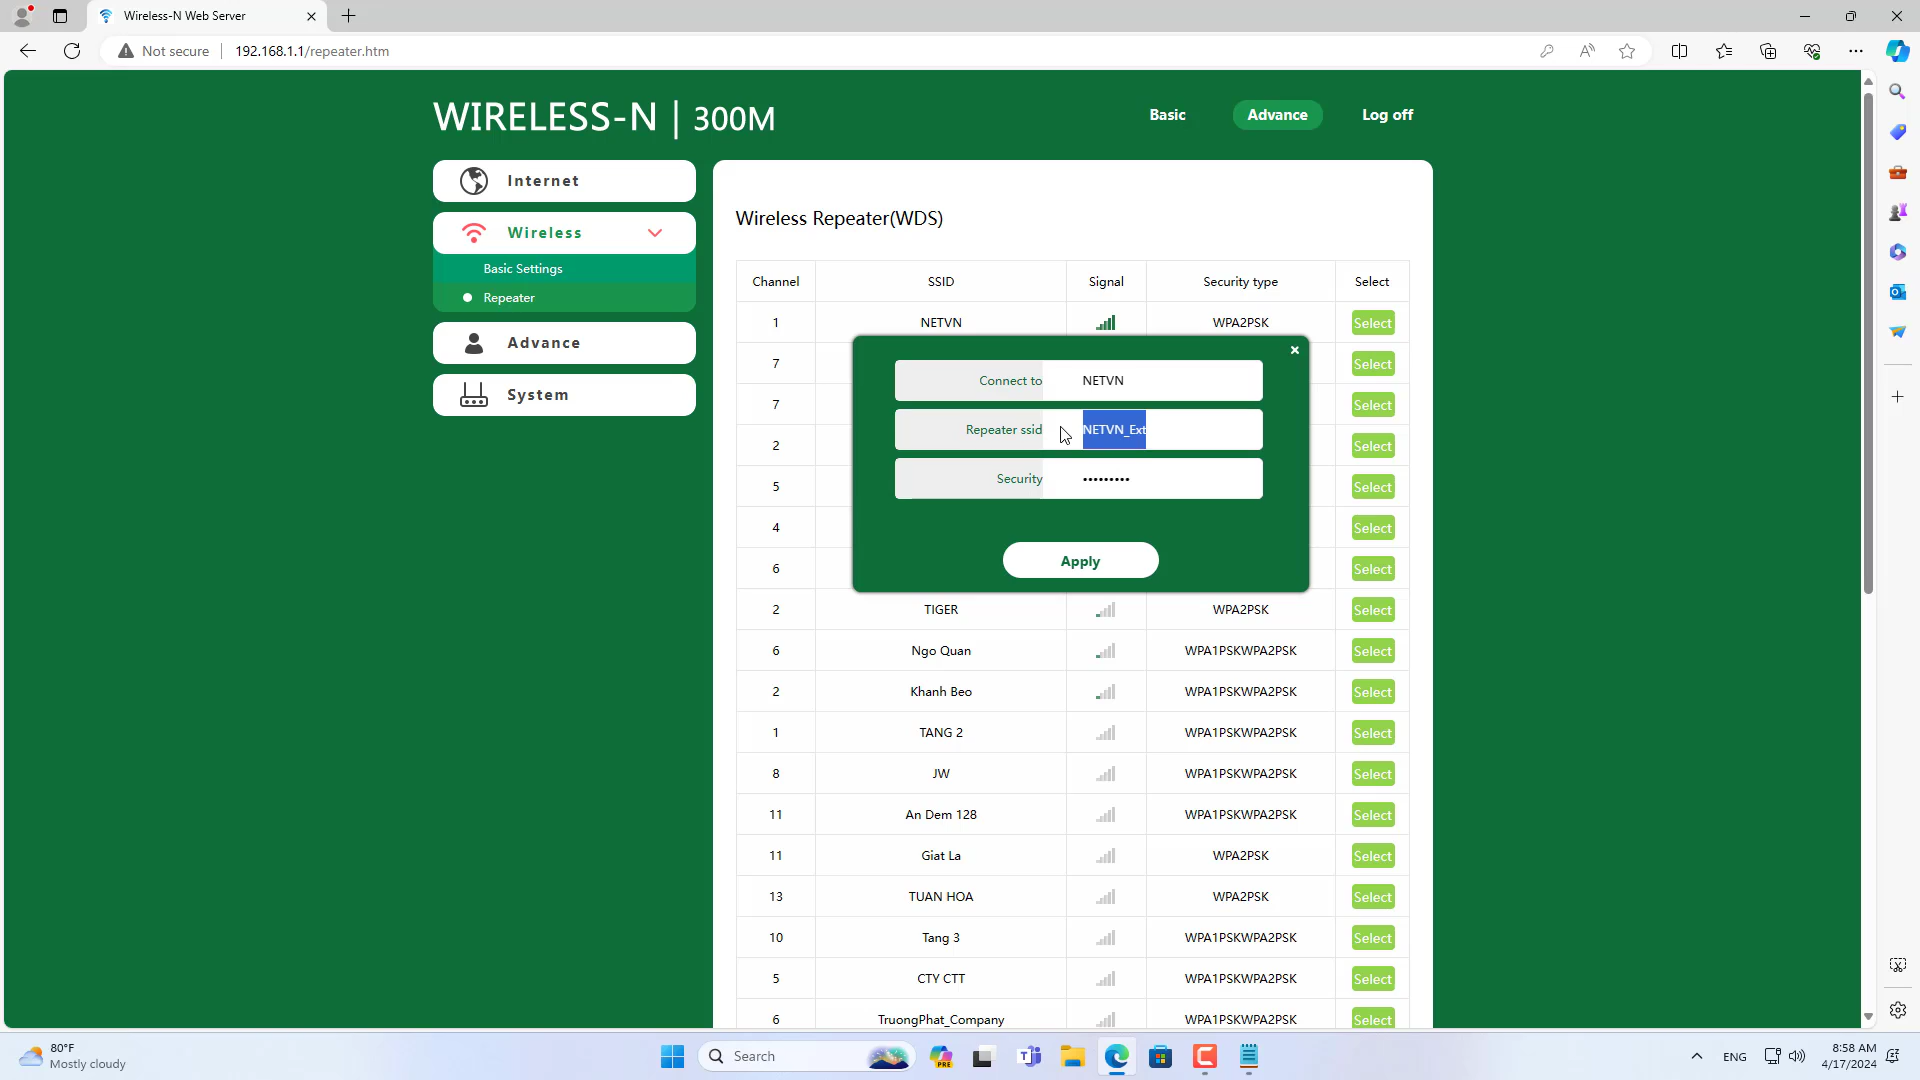 Wireless-N Web Server
Not secure
192.168.1.1/repeater.htm
WIRELESS-N | 300M
Basic
Advance
Log off
Internet
Wireless
Basic Settings
Repeater
Advance
System
Wireless Repeater(WDS)
Channel SSID Signal Security type Select
1 NETVN WPA2PSK Select
7 Select
7 Select
2 Select
5 Select
4 Select
6 Select
Connect to NETVN
Repeater ssid NETVN_Ext
Security •••••••••
Apply
2 TIGER WPA2PSK Select
6 Ngo Quan WPA1PSKWPA2PSK Select
2 Khanh Beo WPA1PSKWPA2PSK Select
1 TANG 2 WPA1PSKWPA2PSK Select
8 JW WPA1PSKWPA2PSK Select
11 An Dem 128 WPA1PSKWPA2PSK Select
11 Giat La WPA2PSK Select
13 TUAN HOA WPA2PSK Select
10 Tang 3 WPA1PSKWPA2PSK Select
5 CTY CTT WPA1PSKWPA2PSK Select
6 TruongPhat_Company WPA1PSKWPA2PSK Select
80°F
Mostly cloudy
Search
PRE
ENG
8:58 AM
4/17/2024